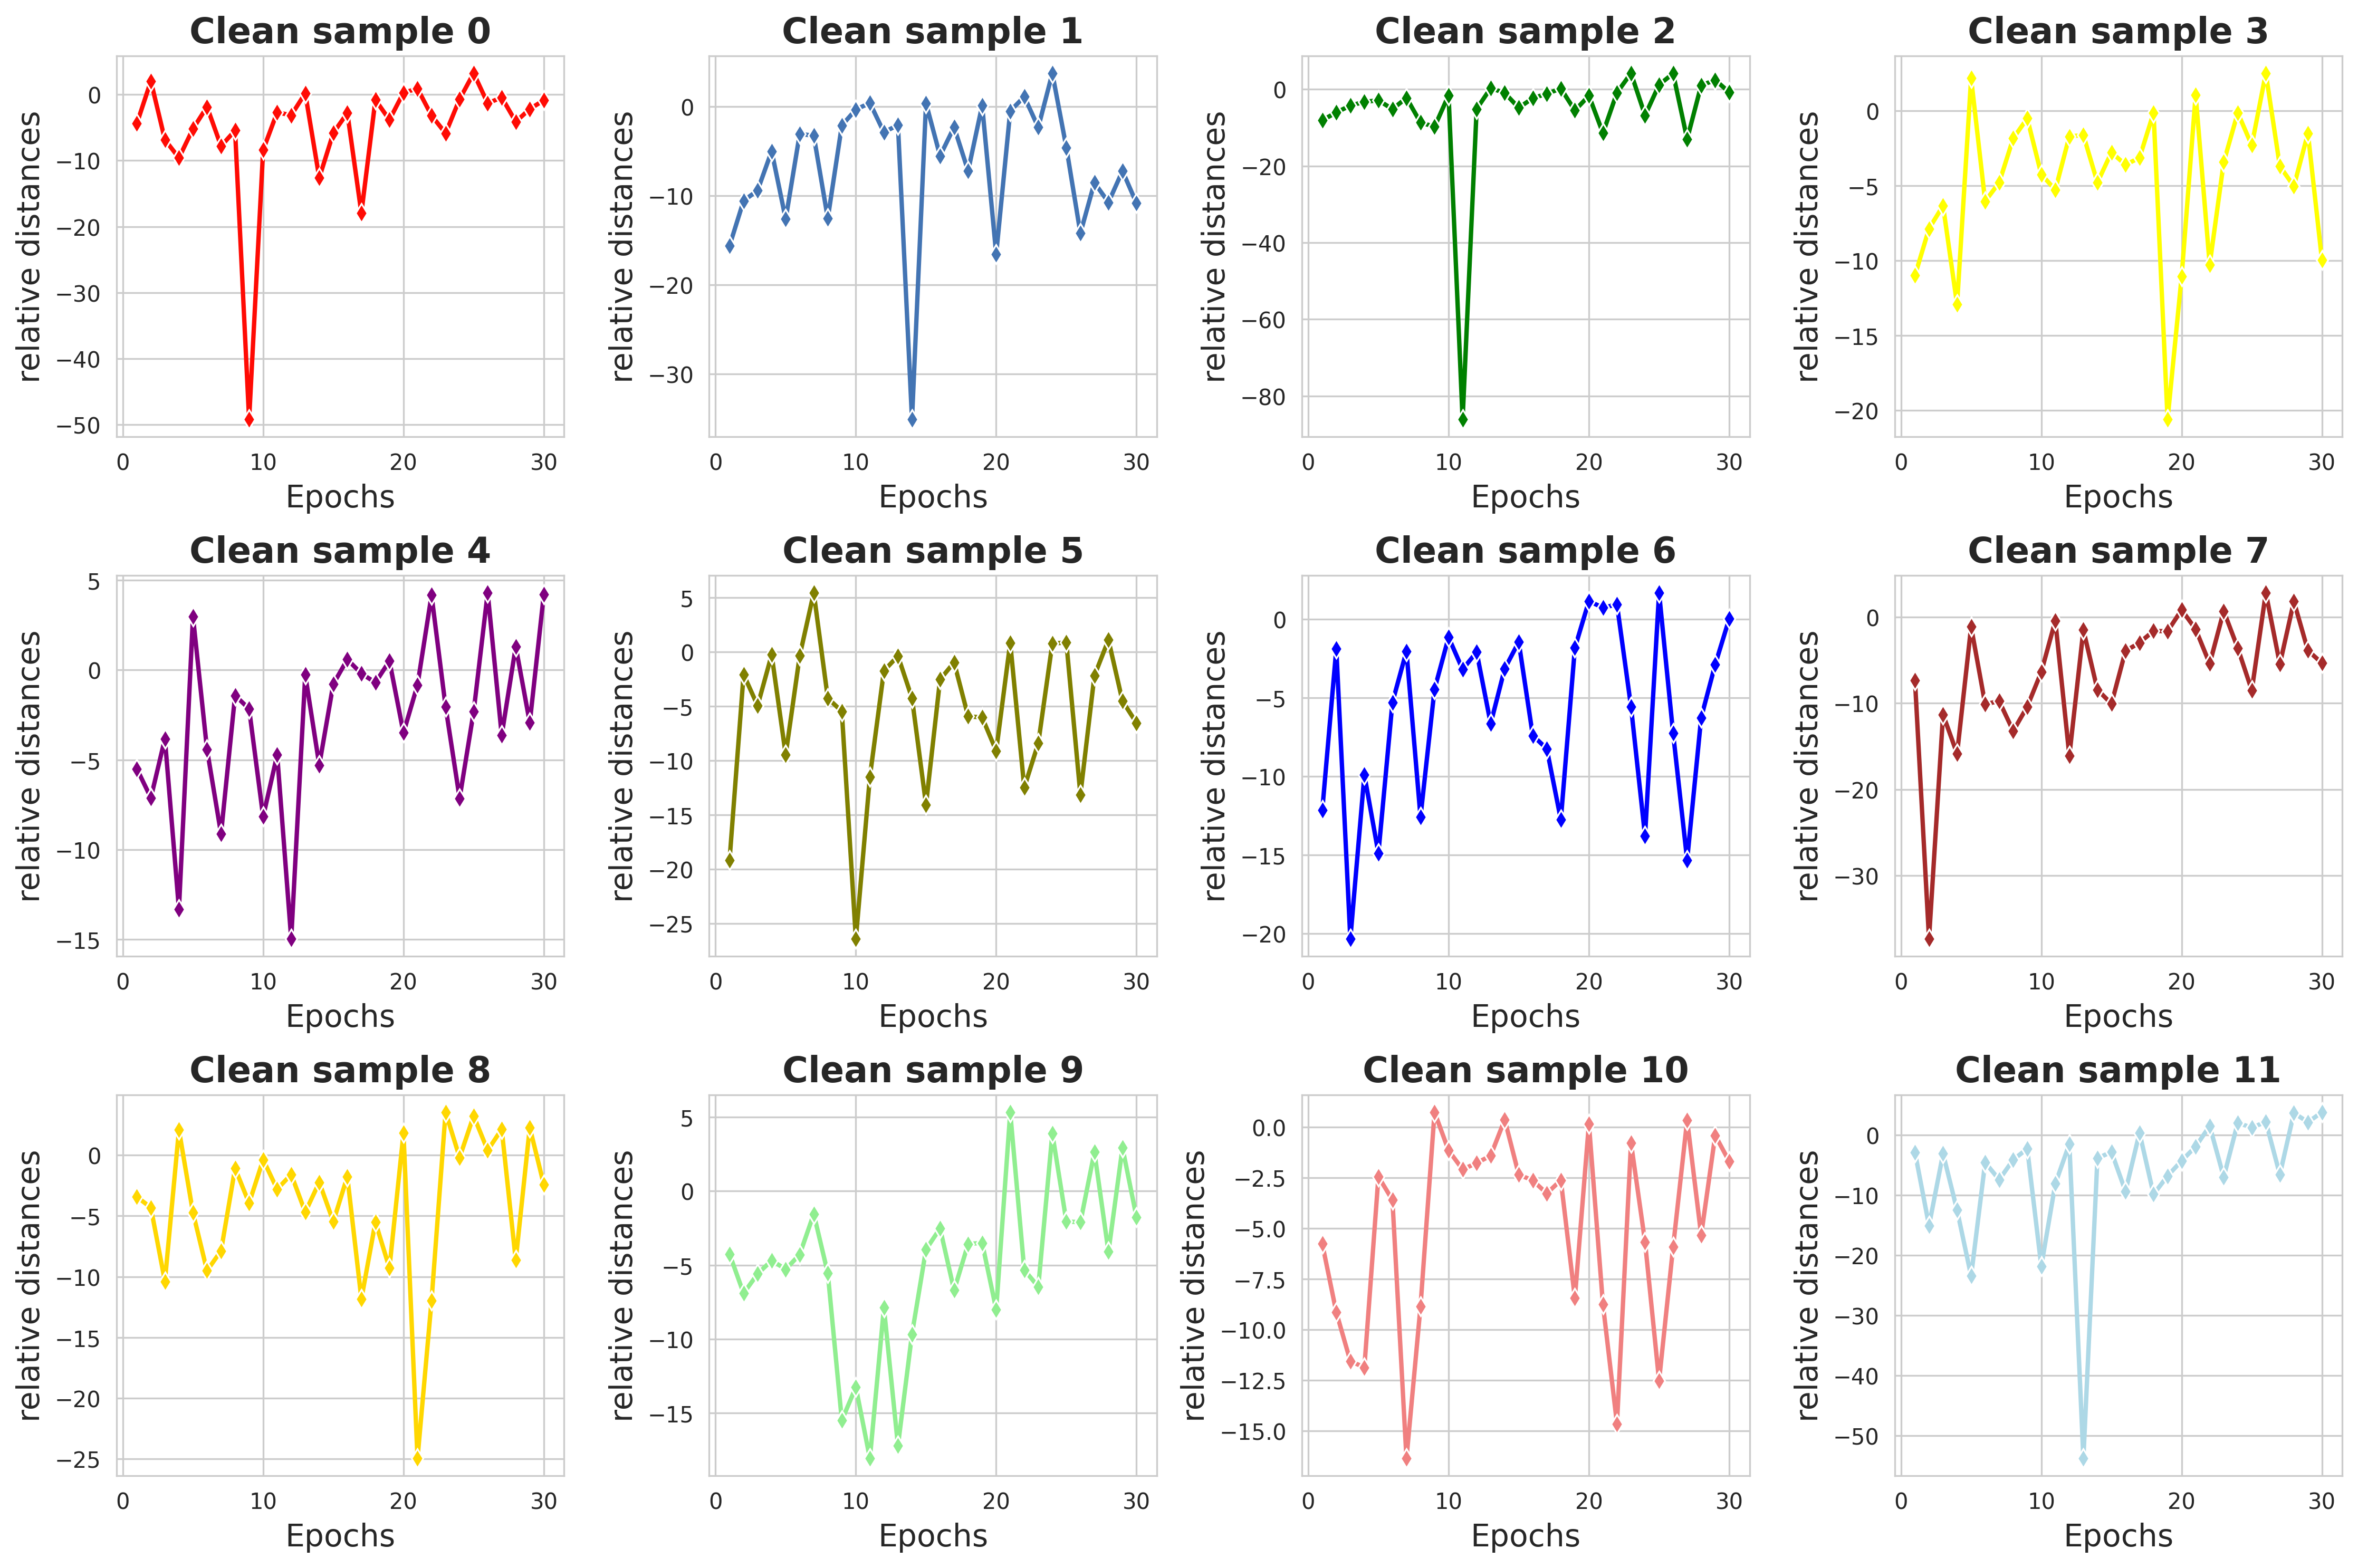 Clean sample 0
Clean sample 1
Clean sample 2
Clean sample 3
relative distances
0
−10
−20
−30
−40
−50
0 10 20 30
Epochs
relative distances
0
−10
−20
−30
0 10 20 30
Epochs
relative distances
0
−20
−40
−60
−80
0 10 20 30
Epochs
relative distances
0
−5
−10
−15
−20
0 10 20 30
Epochs
Clean sample 4
Clean sample 5
Clean sample 6
Clean sample 7
relative distances
5
0
−5
−10
−15
0 10 20 30
Epochs
relative distances
5
0
−5
−10
−15
−20
−25
0 10 20 30
Epochs
relative distances
0
−5
−10
−15
−20
0 10 20 30
Epochs
relative distances
0
−10
−20
−30
0 10 20 30
Epochs
Clean sample 8
Clean sample 9
Clean sample 10
Clean sample 11
relative distances
0
−5
−10
−15
−20
−25
0 10 20 30
Epochs
relative distances
5
0
−5
−10
−15
0 10 20 30
Epochs
relative distances
0.0
−2.5
−5.0
−7.5
−10.0
−12.5
−15.0
0 10 20 30
Epochs
relative distances
0
−10
−20
−30
−40
−50
0 10 20 30
Epochs